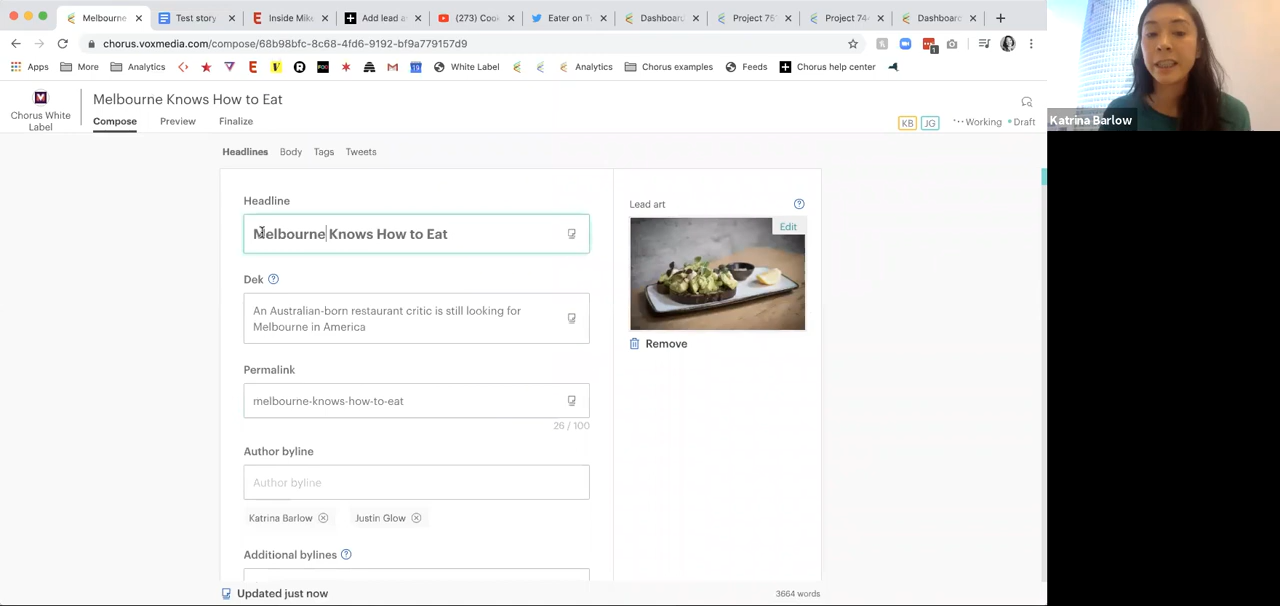 Melbourne
Test story
Inside Mike
Add lead a
(273) Coo
Eater on T
Dashboar
Project 75
Project 74
Dashboar
chorus.voxmedia.com/compose/68b98bfc-8c68-4fd6-9192-bf9a779157d9
Apps
More
Analytics
White Label
Analytics
Chorus examples
Feeds
Chorus help center
Chorus White
Label
Melbourne Knows How to Eat
Compose
Preview
Finalize
KB
JG
Working
Draft
Katrina Barlow
Headlines
Body
Tags
Tweets
Headline
Melbourne Knows How to Eat
Dek
An Australian-born restaurant critic is still looking for
Melbourne in America
Permalink
melbourne-knows-how-to-eat
26 / 100
Author byline
Author byline
Katrina Barlow
Justin Glow
Additional bylines
Lead art
Edit
Remove
Updated just now
3664 words